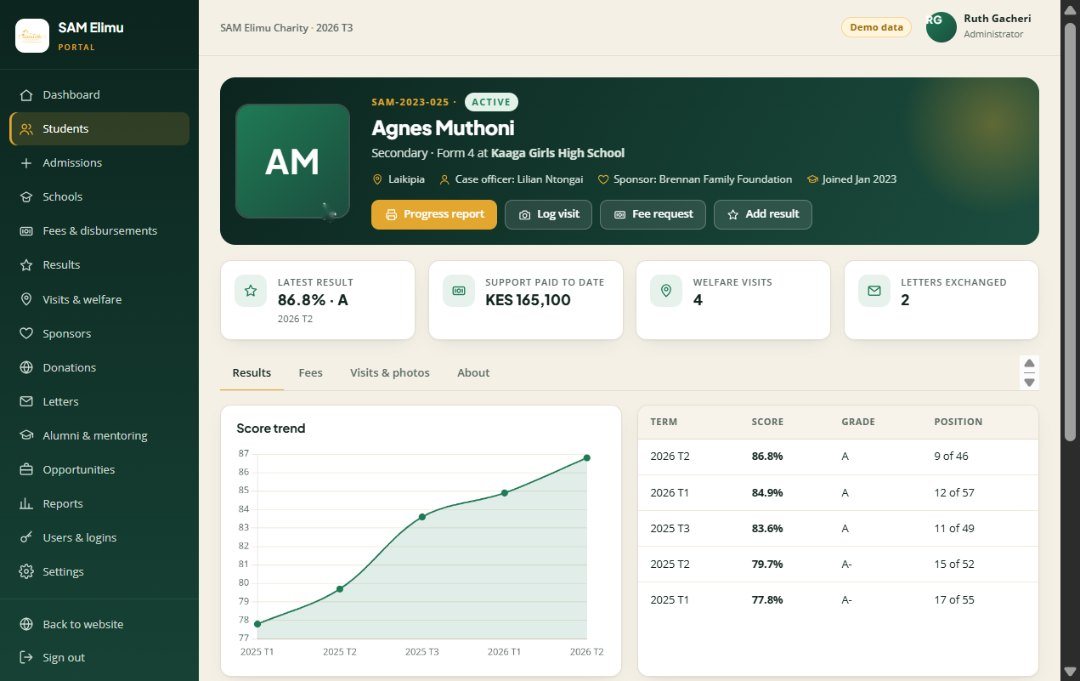 SAM Elimu
PORTAL
Dashboard
Students
Admissions
Schools
Fees & disbursements
Results
Visits & welfare
Sponsors
Donations
Letters
Alumni & mentoring
Opportunities
Reports
Users & logins
Settings
Back to website
Sign out
SAM Elimu Charity · 2026 T3
Demo data
RG
Ruth Gacheri
Administrator
AM
SAM-2023-025 · ACTIVE
Agnes Muthoni
Secondary · Form 4 at Kaaga Girls High School
Laikipia Case officer: Lilian Ntongai Sponsor: Brennan Family Foundation Joined Jan 2023
Progress report Log visit Fee request Add result
LATEST RESULT
86.8% · A
2026 T2
SUPPORT PAID TO DATE
KES 165,100
WELFARE VISITS
4
LETTERS EXCHANGED
2
Results Fees Visits & photos About
Score trend
87
86
85
84
83
82
81
80
79
78
77
2025 T1 2025 T2 2025 T3 2026 T1 2026 T2
TERM SCORE GRADE POSITION
2026 T2 86.8% A 9 of 46
2026 T1 84.9% A 12 of 57
2025 T3 83.6% A 11 of 49
2025 T2 79.7% A- 15 of 52
2025 T1 77.8% A- 17 of 55